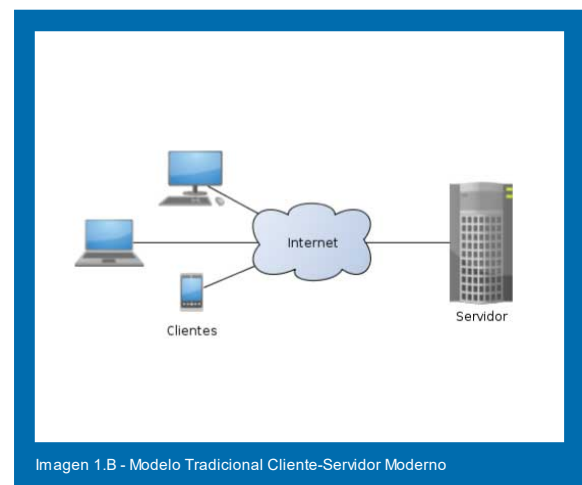 Internet
Servidor
Clientes
Imagen 1.B - Modelo Tradicional Cliente-Servidor Moderno